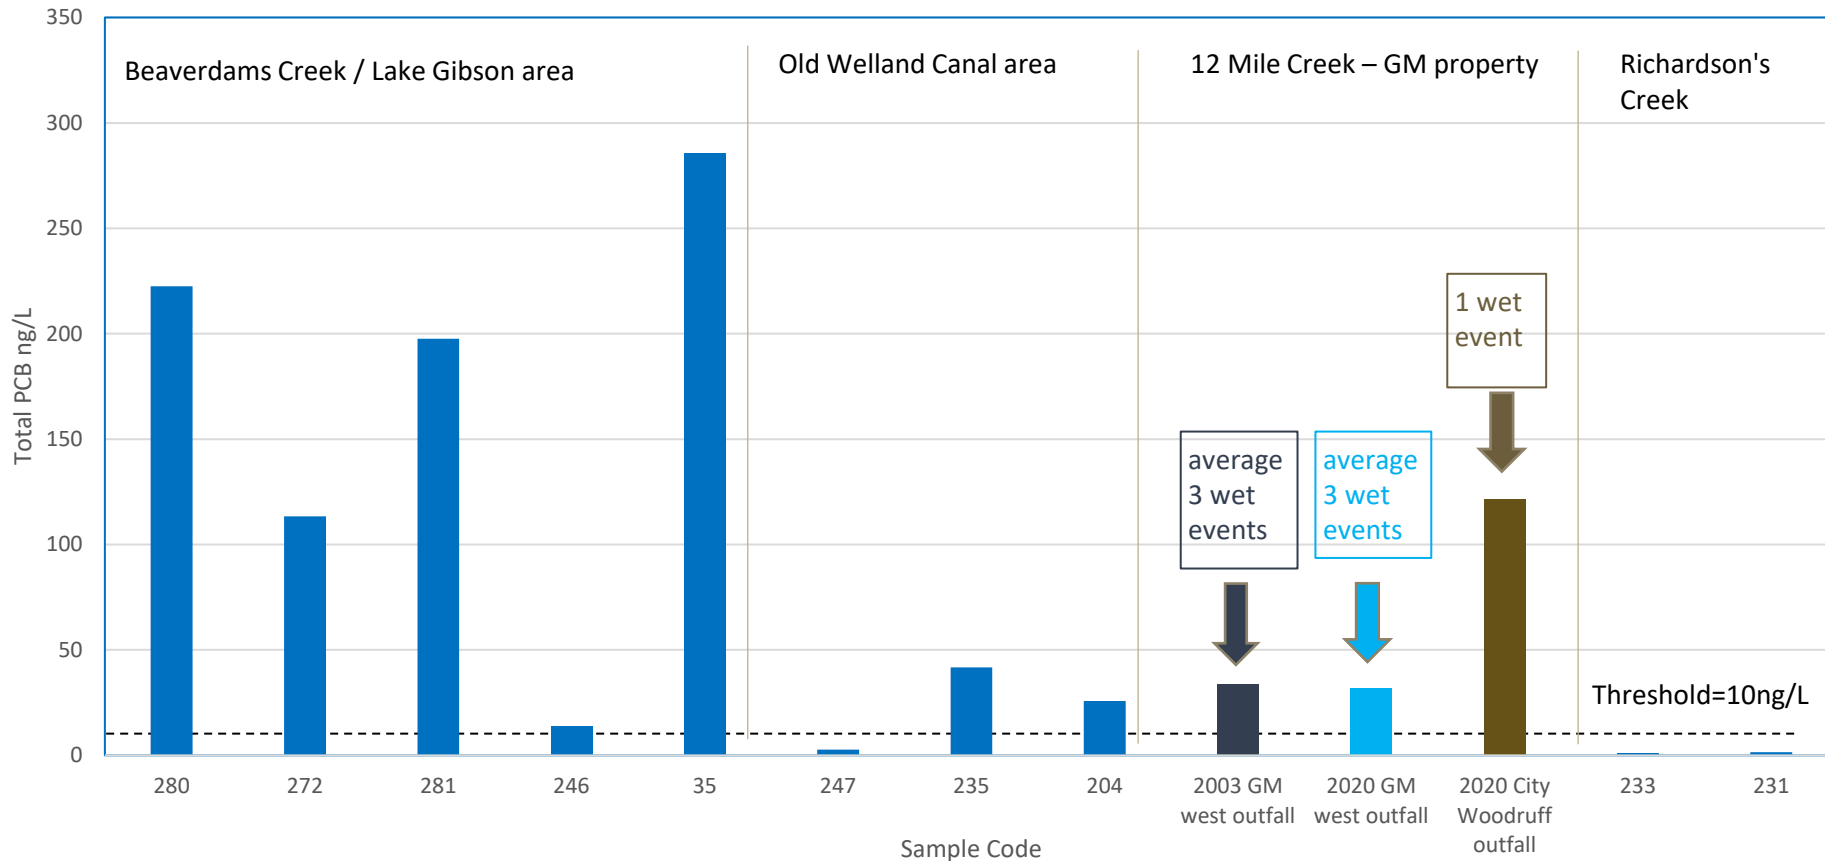 350
300
250
200
150
100
50
0
Total PCB ng/L
Beaverdams Creek / Lake Gibson area
Old Welland Canal area
12 Mile Creek – GM property
Richardson's
Creek
1 wet
event
average
3 wet
events
average
3 wet
events
Threshold=10ng/L
280
272
281
246
35
247
235
204
2003 GM
west outfall
2020 GM
west outfall
2020 City
Woodruff
outfall
233
231
Sample Code